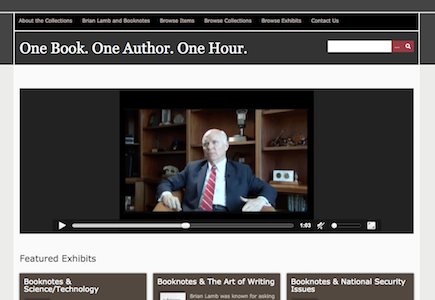 About the Collections Brian Lamb and Booknotes Browse Items Browse Collections Browse Exhibits Contact Us
One Book. One Author. One Hour.
...
1:03
Featured Exhibits
Booknotes & Science/Technology
Booknotes & The Art of Writing
Booknotes & National Security Issues
Brian Lamb was known for asking